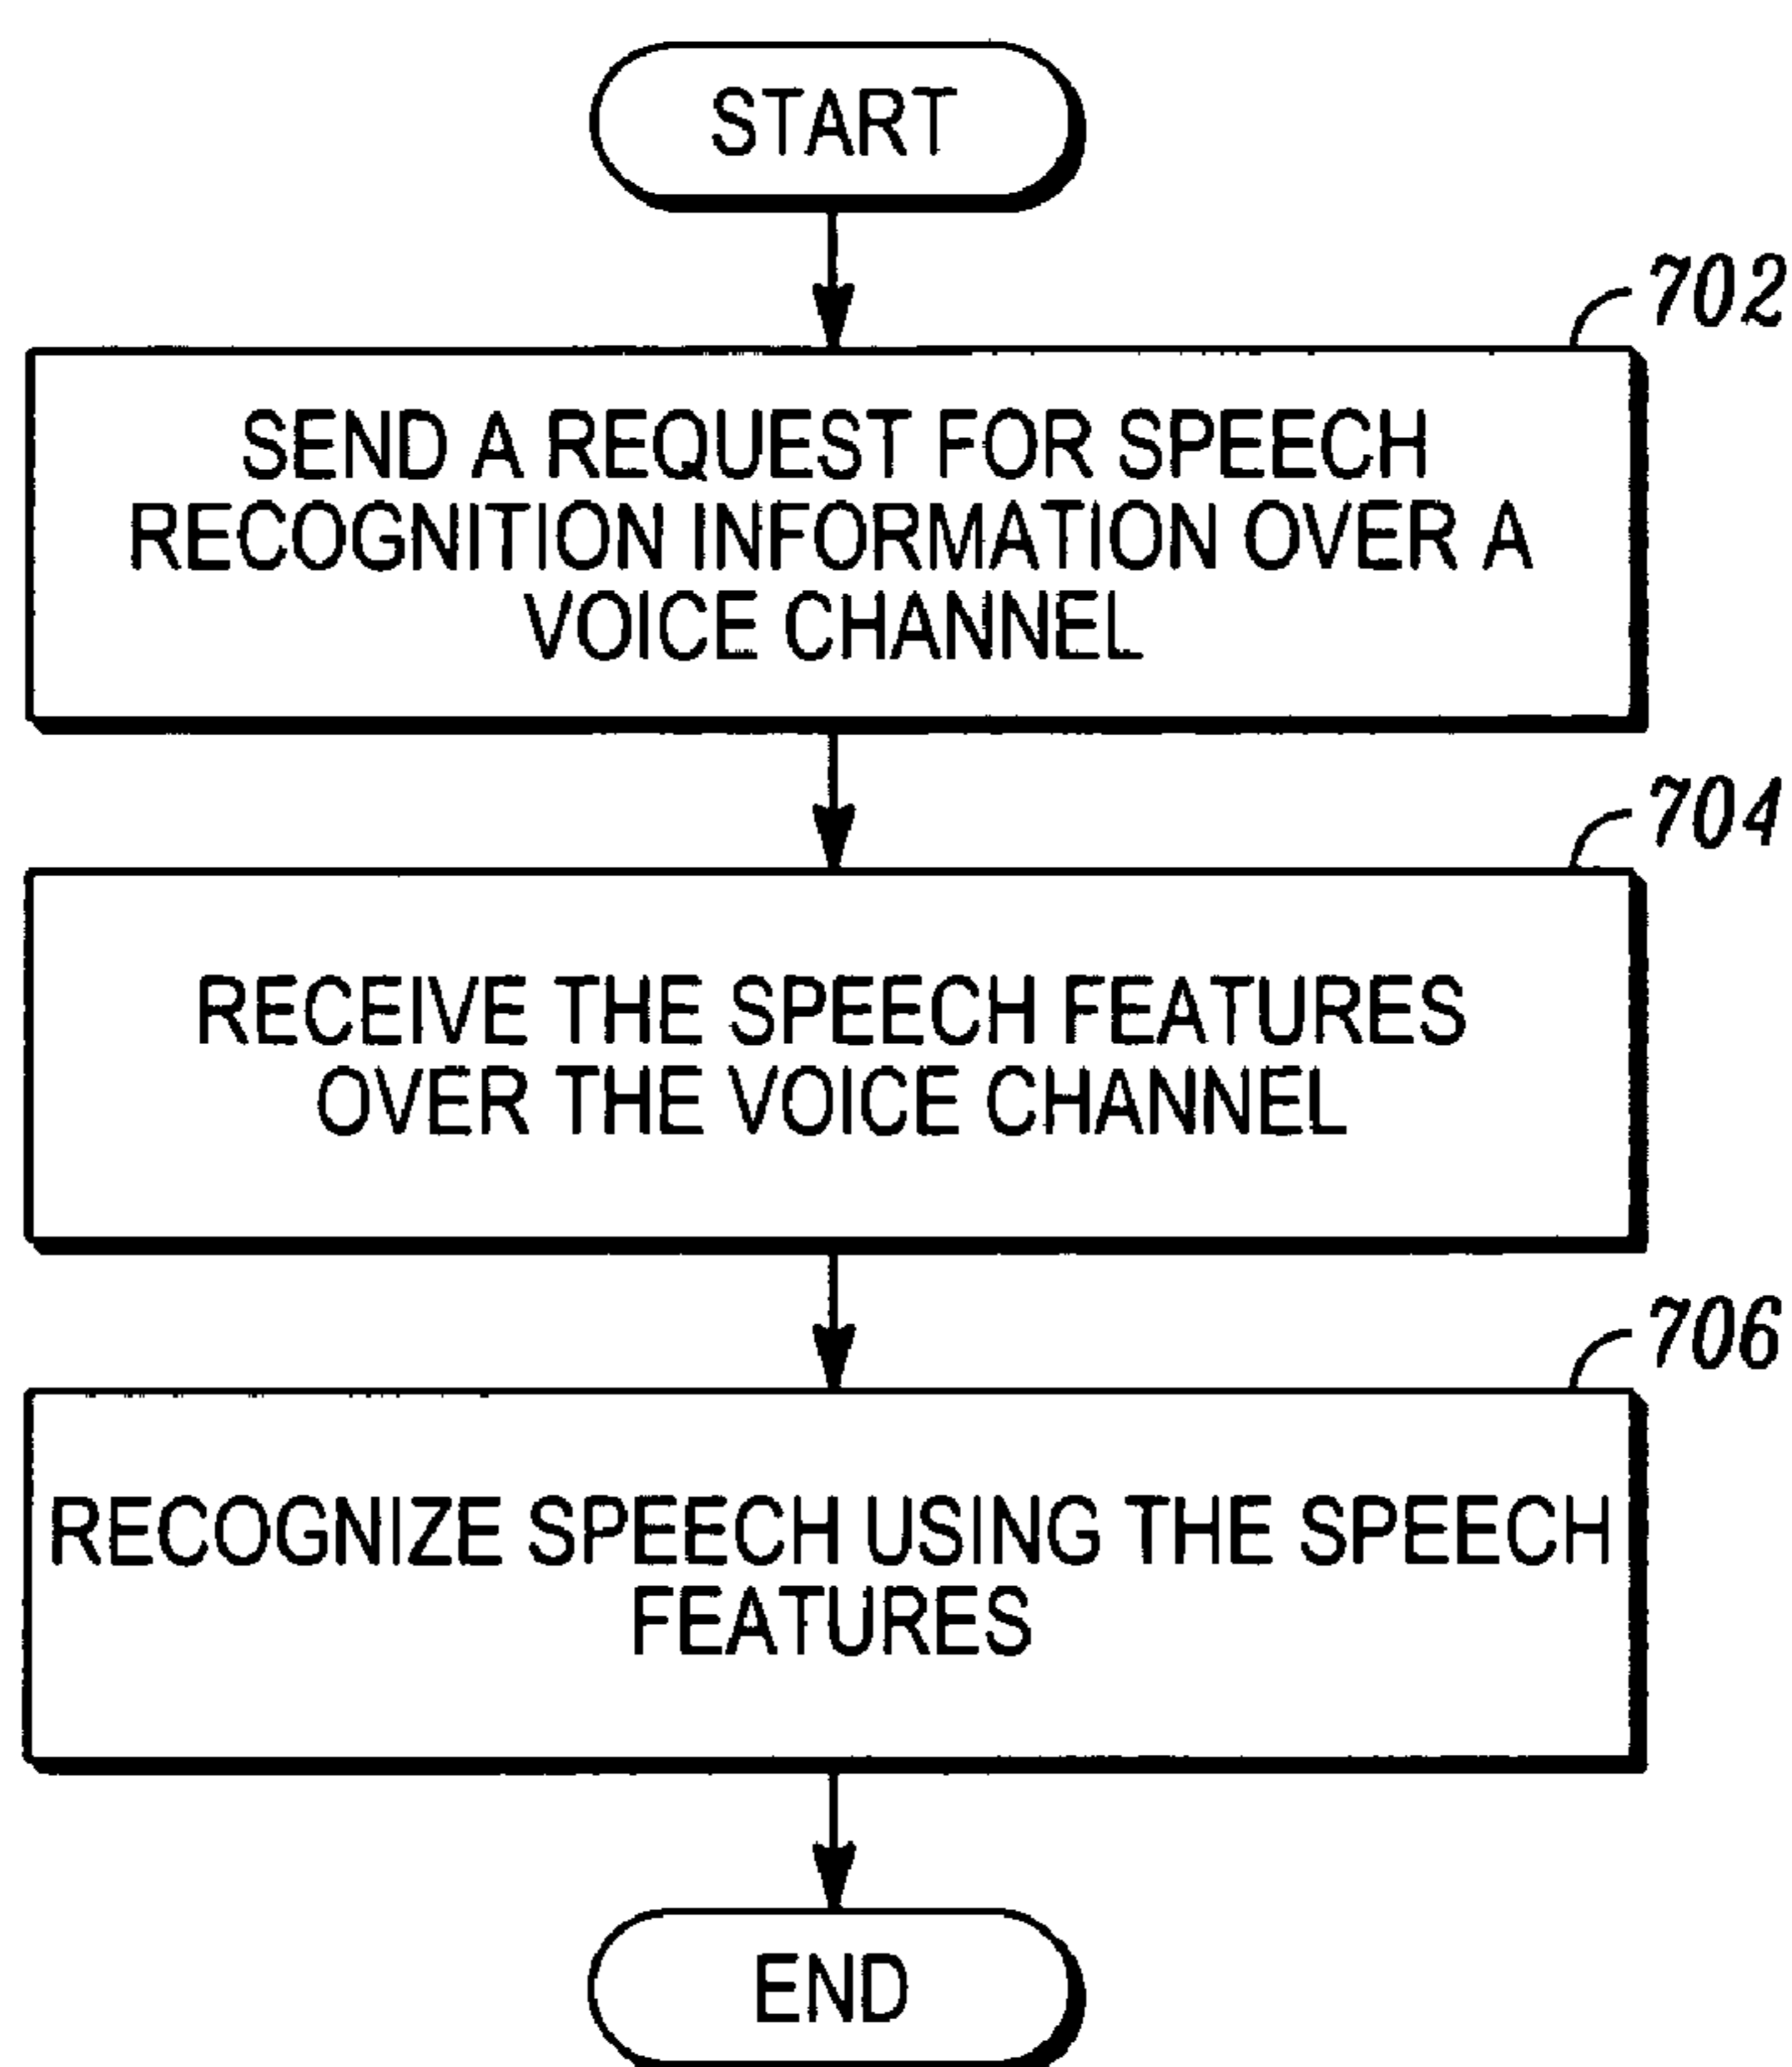 START
702
SEND A REQUEST FOR SPEECH
RECOGNITION INFORMATION OVER A
VOICE CHANNEL
704
RECEIVE THE SPEECH FEATURES
OVER THE VOICE CHANNEL
706
RECOGNIZE SPEECH USING THE SPEECH
FEATURES
END